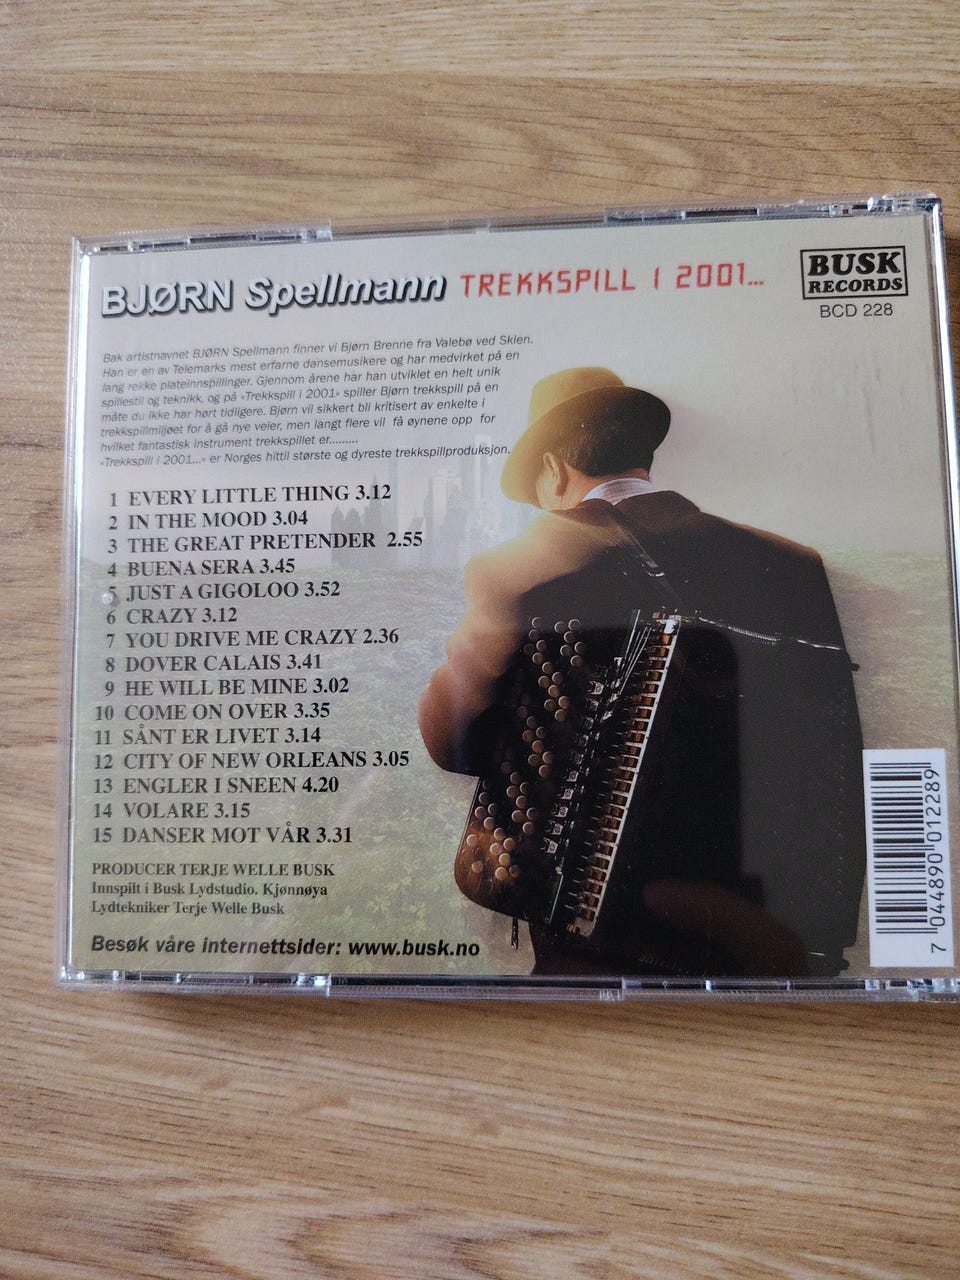 BJØRN Spellmann TREKKSPILL I 2001...
BUSK
RECORDS
BCD 228
Bak artistnavnet BJØRN Spellmann finner vi Bjørn Brenne fra Valebø ved Skien.
Han er en av Telemarks mest erfarne dansemusikere og har medvirket på en
lang rekke plateinnspillinger. Gjennom årene har han utviklet en helt unik
spillestil og teknikk, og på «Trekkspill i 2001» spiller Bjørn trekkspill på en
måte du ikke har hørt tidligere. Bjørn vil sikkert bli kritisert av enkelte i
trekkspillmiljøet for å gå nye veier, men langt flere vil få øynene opp for
hvilket fantastisk instrument trekkspillet er.........
«Trekkspill i 2001...» er Norges hittil største og dyreste trekkspillproduksjon.
1 EVERY LITTLE THING 3.12
2 IN THE MOOD 3.04
3 THE GREAT PRETENDER 2.55
4 BUENA SERA 3.45
5 JUST A GIGOLOO 3.52
6 CRAZY 3.12
7 YOU DRIVE ME CRAZY 2.36
8 DOVER CALAIS 3.41
9 HE WILL BE MINE 3.02
10 COME ON OVER 3.35
11 SÅNT ER LIVET 3.14
12 CITY OF NEW ORLEANS 3.05
13 ENGLER I SNEEN 4.20
14 VOLARE 3.15
15 DANSER MOT VÅR 3.31
PRODUCER TERJE WELLE BUSK
Innspilt i Busk Lydstudio. Kjønnøya
Lydtekniker Terje Welle Busk
Besøk våre internettsider: www.busk.no
7 044890 012289